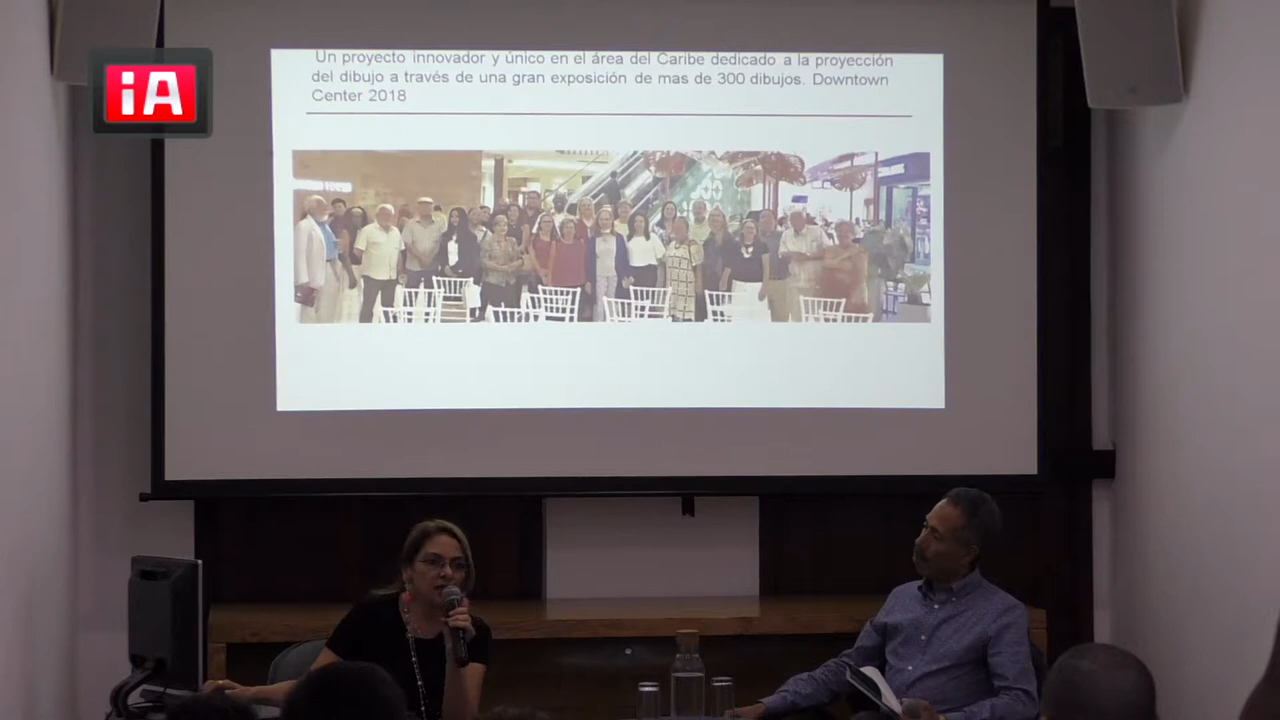 iA
Un proyecto innovador y único en el área del Caribe dedicado a la proyección
del dibujo a través de una gran exposición de mas de 300 dibujos. Downtown
Center 2018